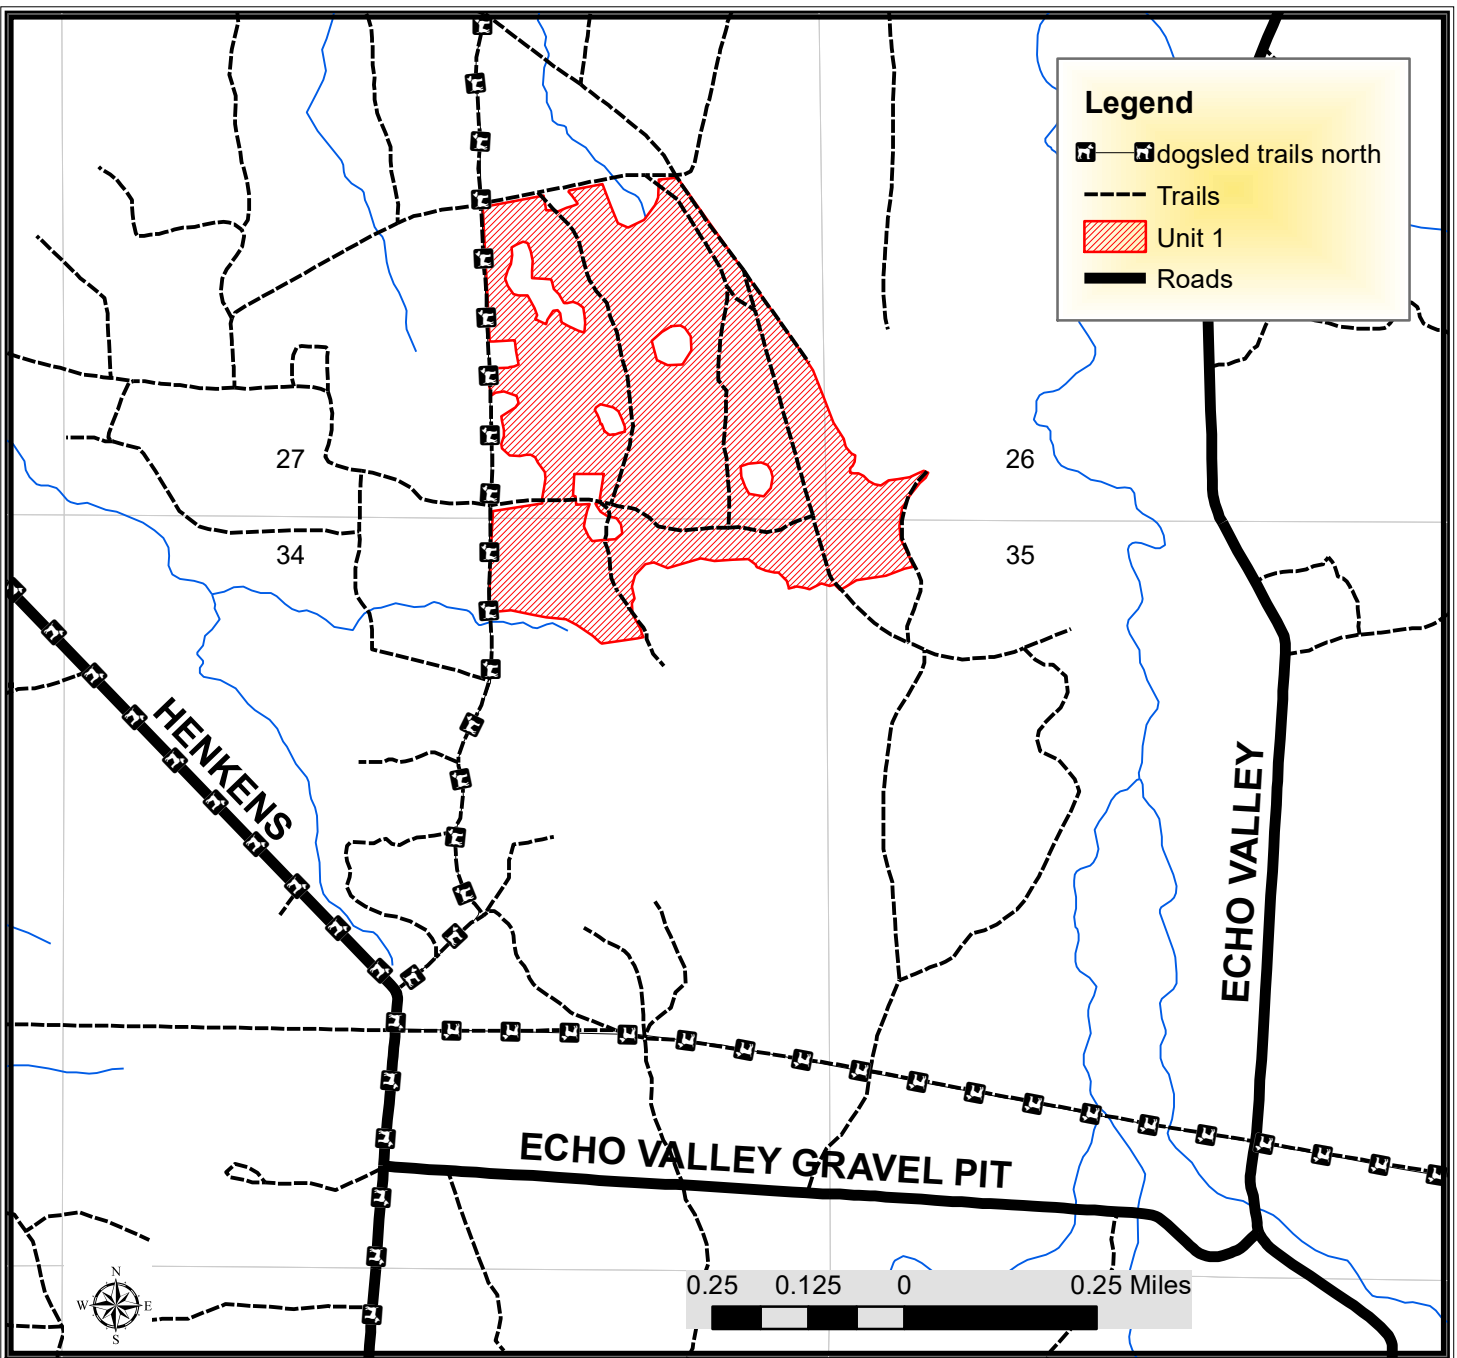 Legend
dogsled trails north
Trails
Unit 1
Roads
27
26
34
35
HENKENS
ECHO VALLEY
ECHO VALLEY GRAVEL PIT
N
W E
S
0.25 0.125 0 0.25 Miles